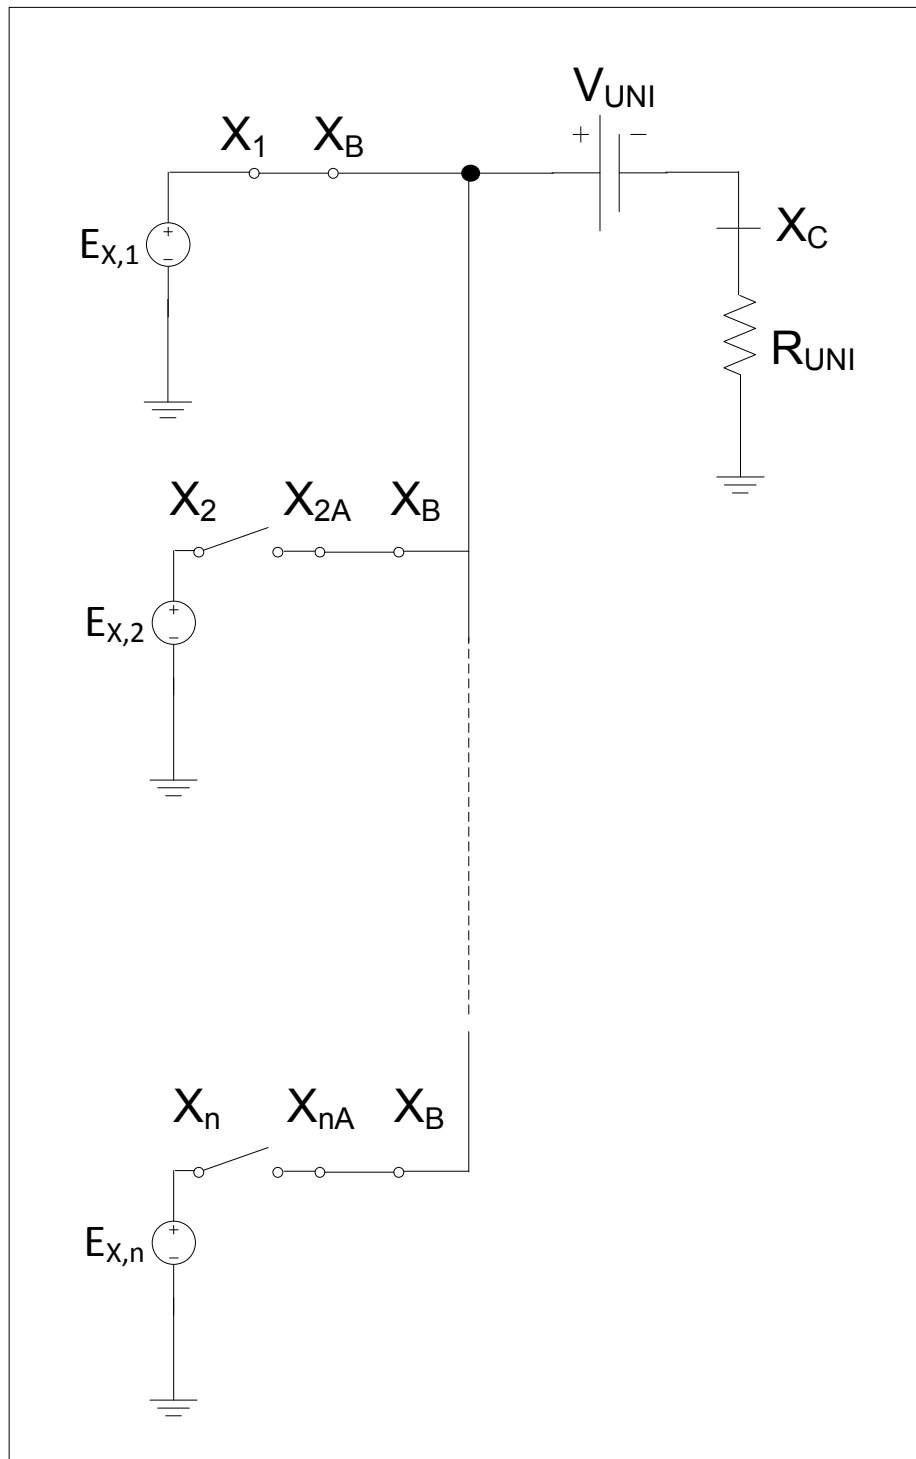 V_UNI
+ −
X_1 X_B
X_C
E_X,1
+
−
R_UNI
X_2 X_2A X_B
E_X,2
+
−
X_n X_nA X_B
E_X,n
+
−